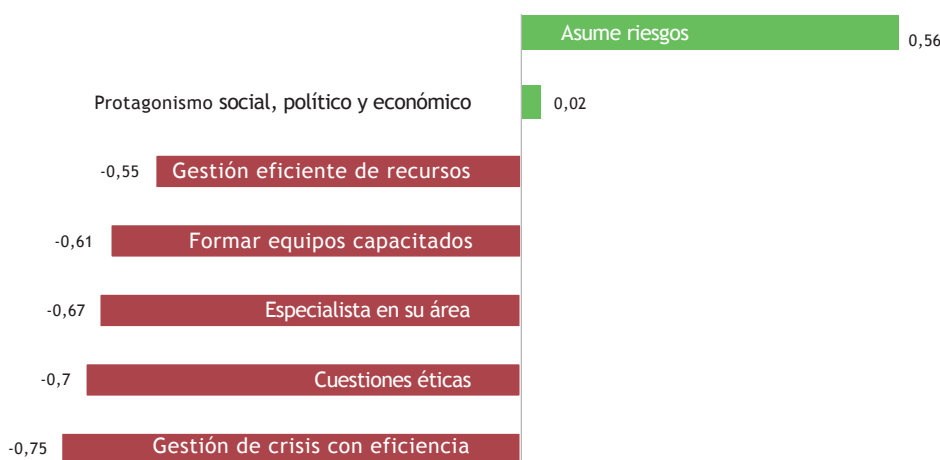 Asume riesgos 0,56
Protagonismo social, político y económico 0,02
-0,55 Gestión eficiente de recursos
-0,61 Formar equipos capacitados
-0,67 Especialista en su área
-0,7 Cuestiones éticas
-0,75 Gestión de crisis con eficiencia